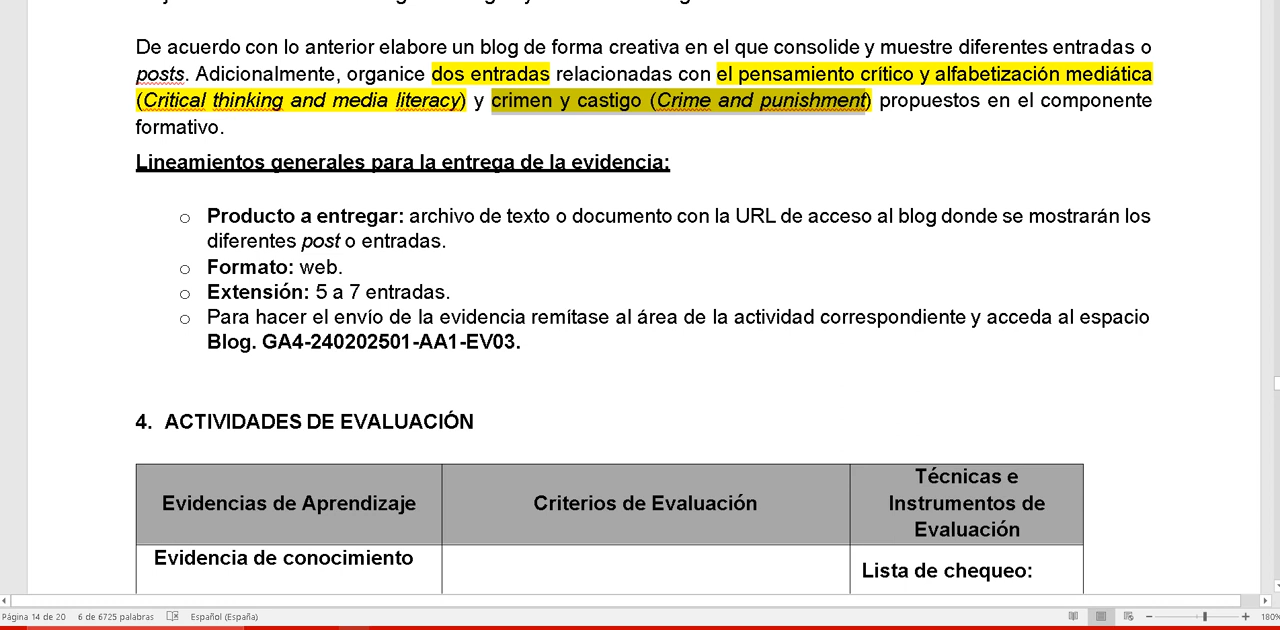 De acuerdo con lo anterior elabore un blog de forma creativa en el que consolide y muestre diferentes entradas o
posts. Adicionalmente, organice dos entradas relacionadas con el pensamiento crítico y alfabetización mediática
(Critical thinking and media literacy) y crimen y castigo (Crime and punishment) propuestos en el componente
formativo.
Lineamientos generales para la entrega de la evidencia:
o Producto a entregar: archivo de texto o documento con la URL de acceso al blog donde se mostrarán los
diferentes post o entradas.
o Formato: web.
o Extensión: 5 a 7 entradas.
o Para hacer el envío de la evidencia remítase al área de la actividad correspondiente y acceda al espacio
Blog. GA4-240202501-AA1-EV03.
4. ACTIVIDADES DE EVALUACIÓN
Evidencias de Aprendizaje
Criterios de Evaluación
Técnicas e
Instrumentos de
Evaluación
Evidencia de conocimiento
Lista de chequeo:
Página 14 de 20 6 de 6725 palabras Español (España) 180%